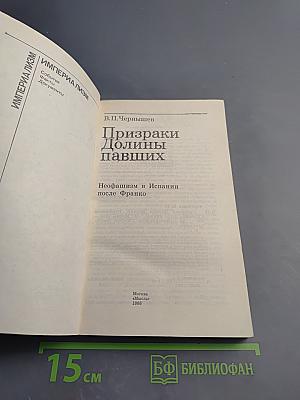 ИМПЕРИАЛИЗМ
ИМПЕРИАЛИЗМ
События
Факты
Документы
В.П.Чернышев
Призраки
Долины
павших
Неофашизм в Испании
после Франко
Москва
«Мысль»
15 см
БФ БИБЛИОФАН